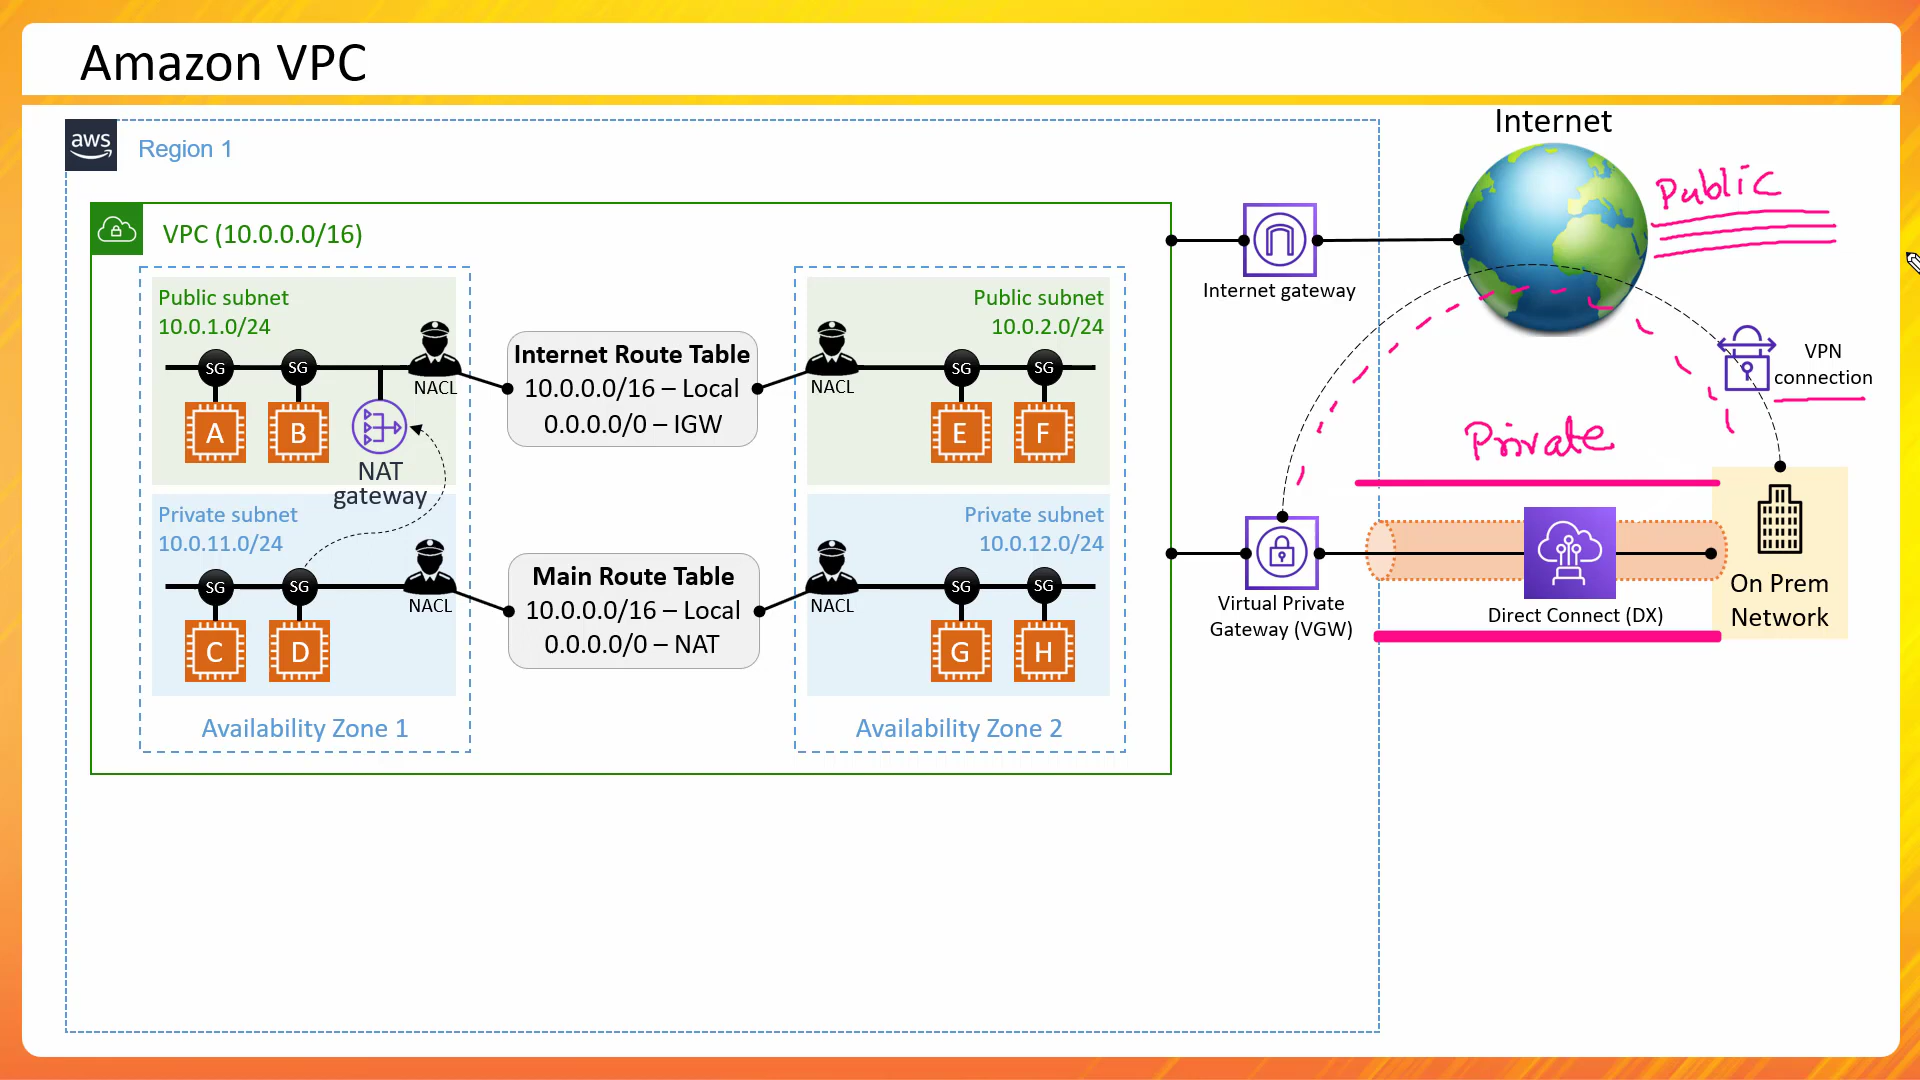 Amazon VPC
aws
Region 1
VPC (10.0.0.0/16)
Public subnet
10.0.1.0/24
SG
SG
NACL
A
B
NAT
gateway
Private subnet
10.0.11.0/24
SG
SG
NACL
C
D
Availability Zone 1
Internet Route Table
10.0.0.0/16 – Local
0.0.0.0/0 – IGW
Main Route Table
10.0.0.0/16 – Local
0.0.0.0/0 – NAT
Public subnet
10.0.2.0/24
NACL
SG
SG
E
F
Private subnet
10.0.12.0/24
NACL
SG
SG
G
H
Availability Zone 2
Internet gateway
Internet
Public
VPN
connection
Private
Virtual Private
Gateway (VGW)
Direct Connect (DX)
On Prem
Network